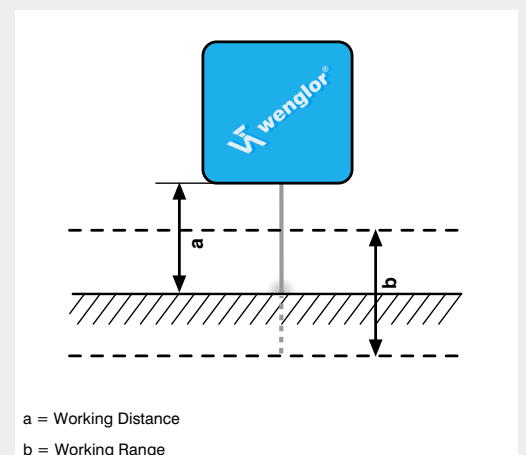 wenglor®
a
b
a = Working Distance
b = Working Range